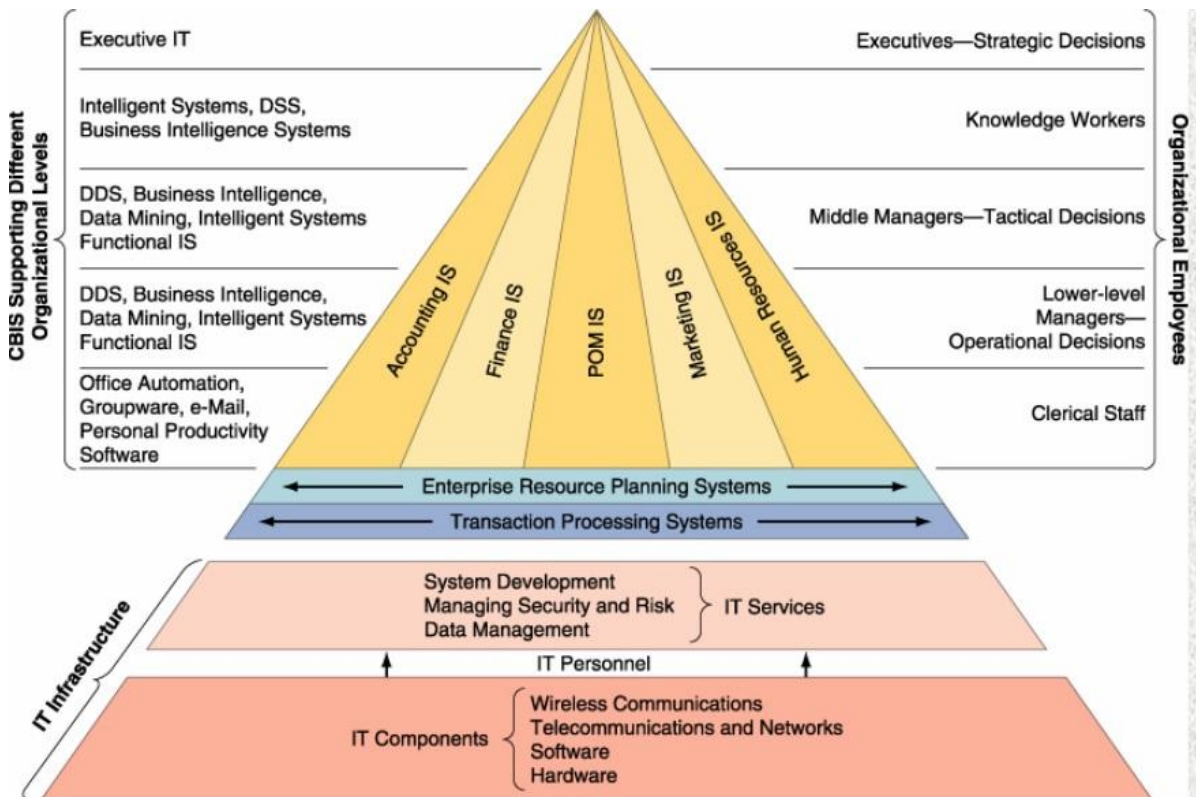 CBIS Supporting Different
Organizational Levels
Executive IT
Intelligent Systems, DSS,
Business Intelligence Systems
DDS, Business Intelligence,
Data Mining, Intelligent Systems
Functional IS
DDS, Business Intelligence,
Data Mining, Intelligent Systems
Functional IS
Office Automation,
Groupware, e-Mail,
Personal Productivity
Software
Accounting IS
Finance IS
POM IS
Marketing IS
Human Resources IS
Executives—Strategic Decisions
Knowledge Workers
Middle Managers—Tactical Decisions
Lower-level
Managers—
Operational Decisions
Clerical Staff
Organizational Employees
Enterprise Resource Planning Systems
Transaction Processing Systems
IT Infrastructure
System Development
Managing Security and Risk
Data Management
IT Services
IT Personnel
IT Components
Wireless Communications
Telecommunications and Networks
Software
Hardware